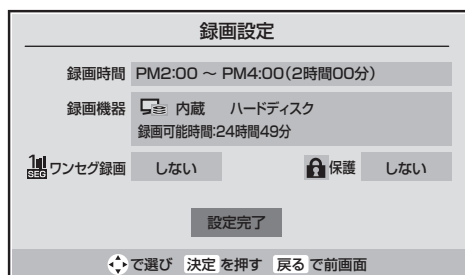 録画設定
録画時間 PM2:00 ～ PM4:00(2時間00分)
録画機器 内蔵 ハードディスク
録画可能時間:24時間49分
1 SEG ワンセグ録画 しない 保護 しない
設定完了
で選び 決定 を押す 戻る で前画面